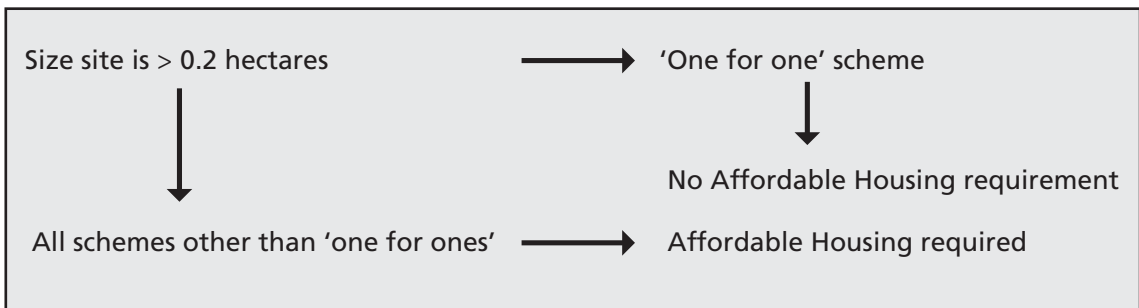 Size site is > 0.2 hectares
‘One for one’ scheme
No Affordable Housing requirement
All schemes other than ‘one for ones’
Affordable Housing required